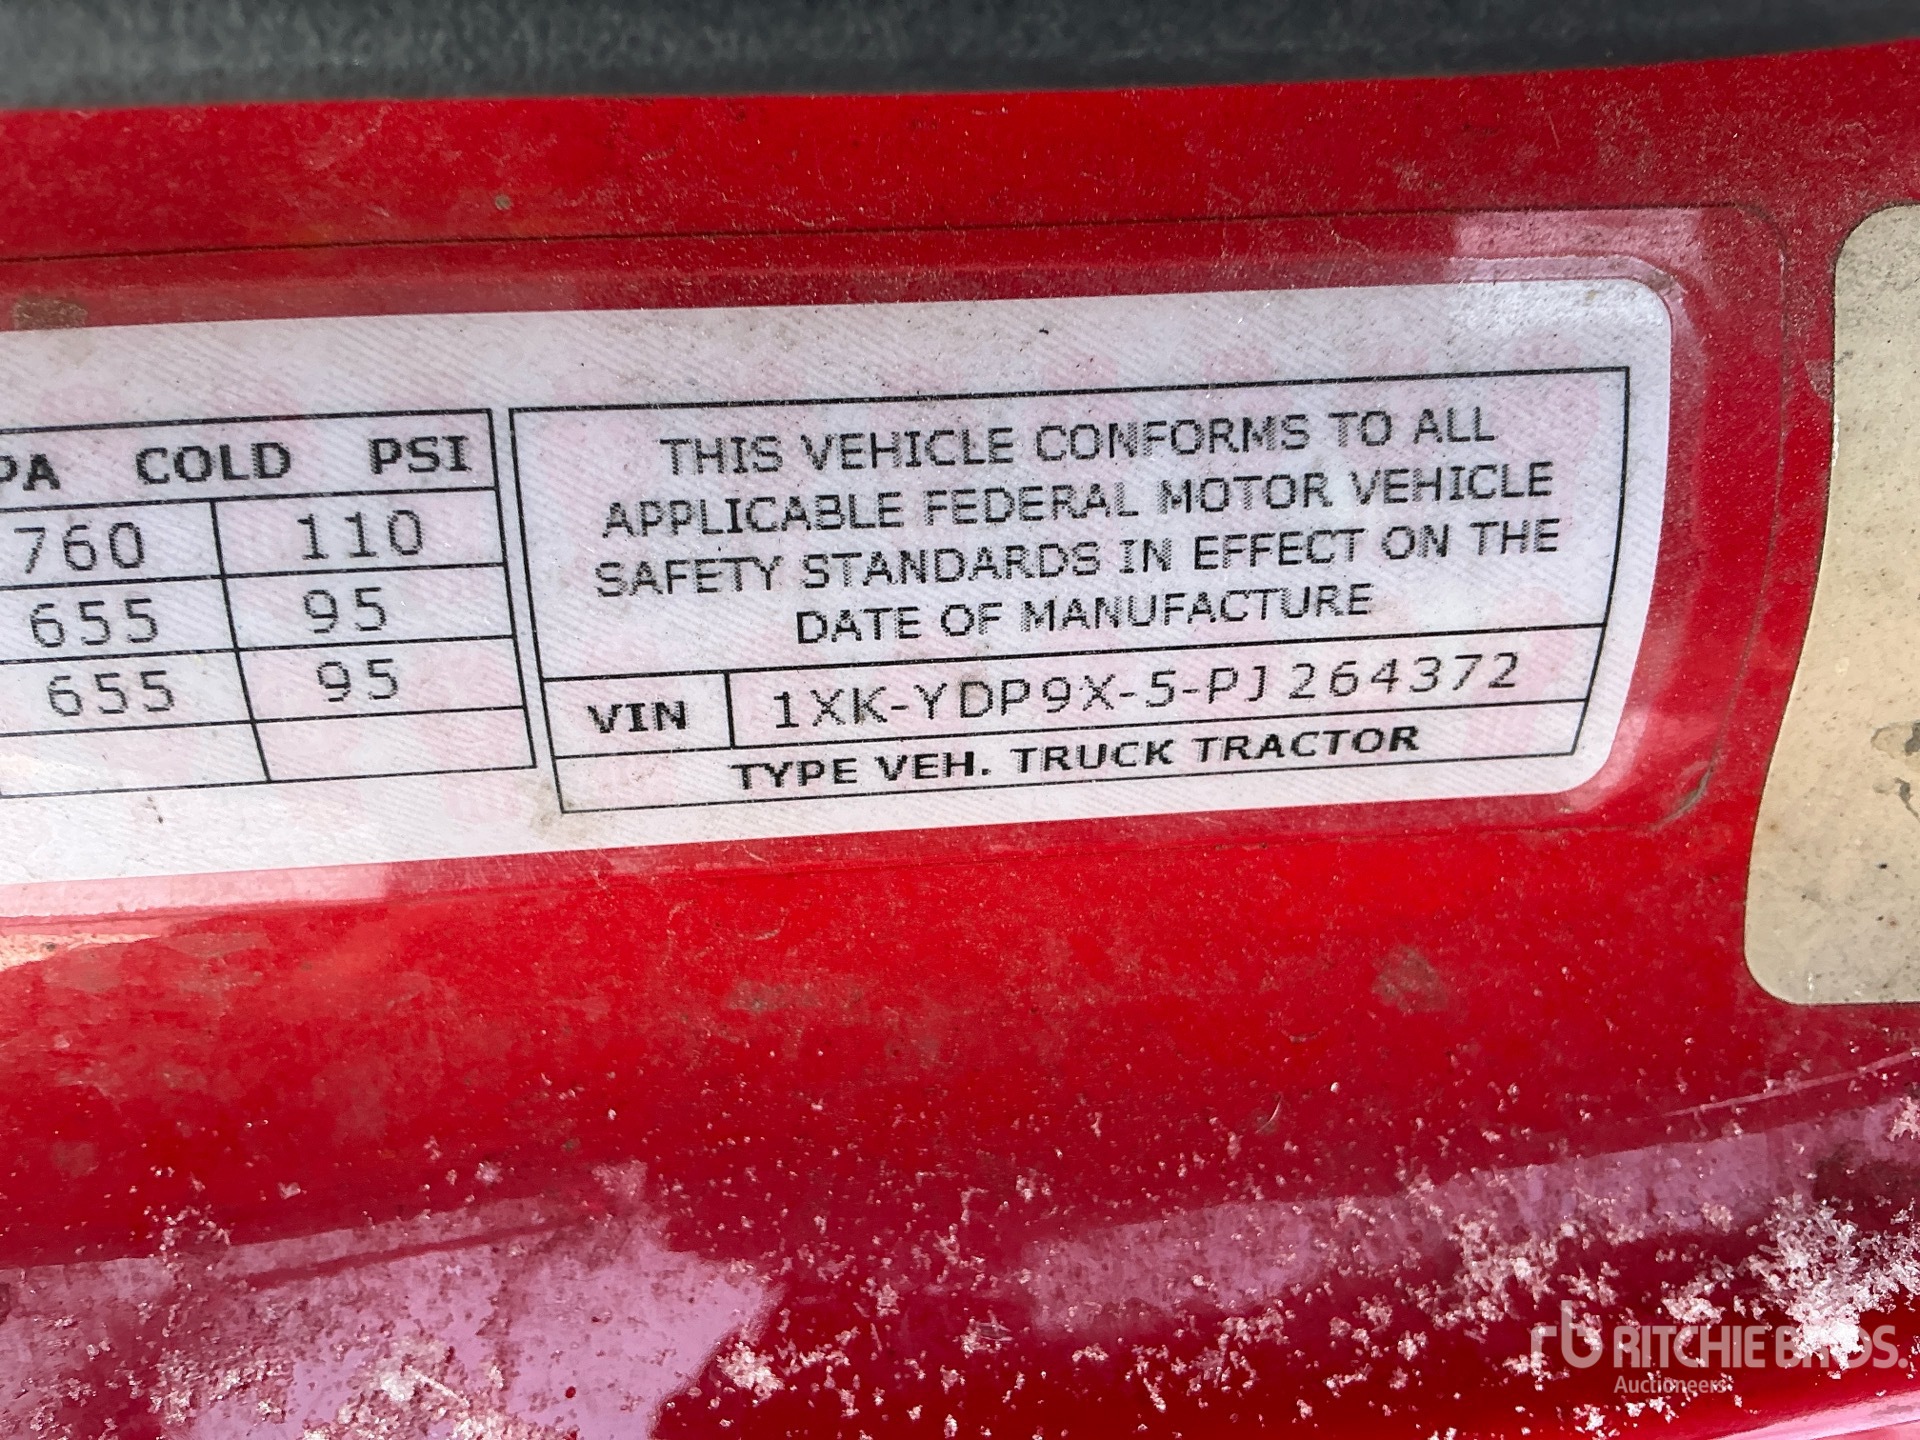 PA COLD PSI
760 110
655 95
655 95
THIS VEHICLE CONFORMS TO ALL
APPLICABLE FEDERAL MOTOR VEHICLE
SAFETY STANDARDS IN EFFECT ON THE
DATE OF MANUFACTURE
VIN 1XK-YDP9X-5-PJ264372
TYPE VEH. TRUCK TRACTOR
rb RITCHIE BROS.
Auctioneers